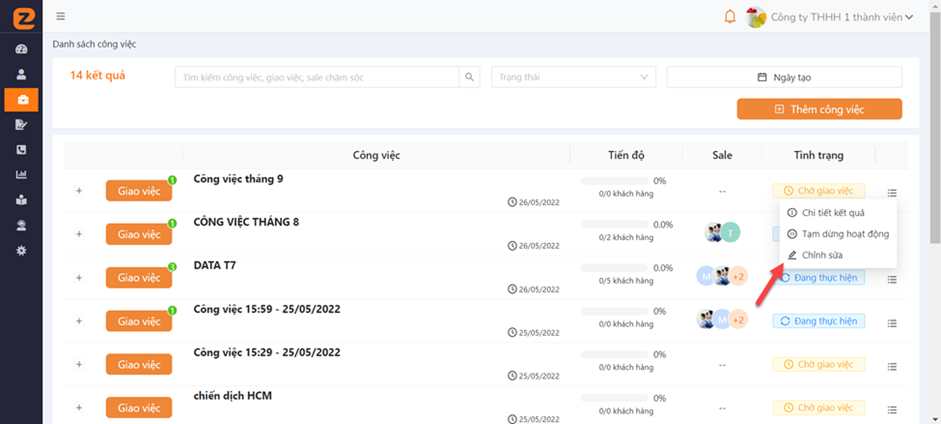 Công ty THHH 1 thành viên
Danh sách công việc
14 kết quả
Tìm kiếm công việc, giao việc, sale chăm sóc
Trạng thái
Ngày tạo
Thêm công việc
Công việc Tiến độ Sale Tình trạng
+ Giao việc 1 Công việc tháng 9 26/05/2022 0% 0/0 khách hàng -- Chờ giao việc
Chi tiết kết quả
Tạm dừng hoạt động
Chỉnh sửa
+ Giao việc 1 CÔNG VIỆC THÁNG 8 26/05/2022 0.0% 0/2 khách hàng T
+ Giao việc 3 DATA T7 26/05/2022 0.0% 0/5 khách hàng M +2 Đang thực hiện
+ Giao việc 1 Công việc 15:59 - 25/05/2022 25/05/2022 0% 0/0 khách hàng M +2 Đang thực hiện
+ Giao việc Công việc 15:29 - 25/05/2022 25/05/2022 0% 0/0 khách hàng -- Chờ giao việc
+ Giao việc chiến dịch HCM 25/05/2022 0% 0/0 khách hàng -- Chờ giao việc